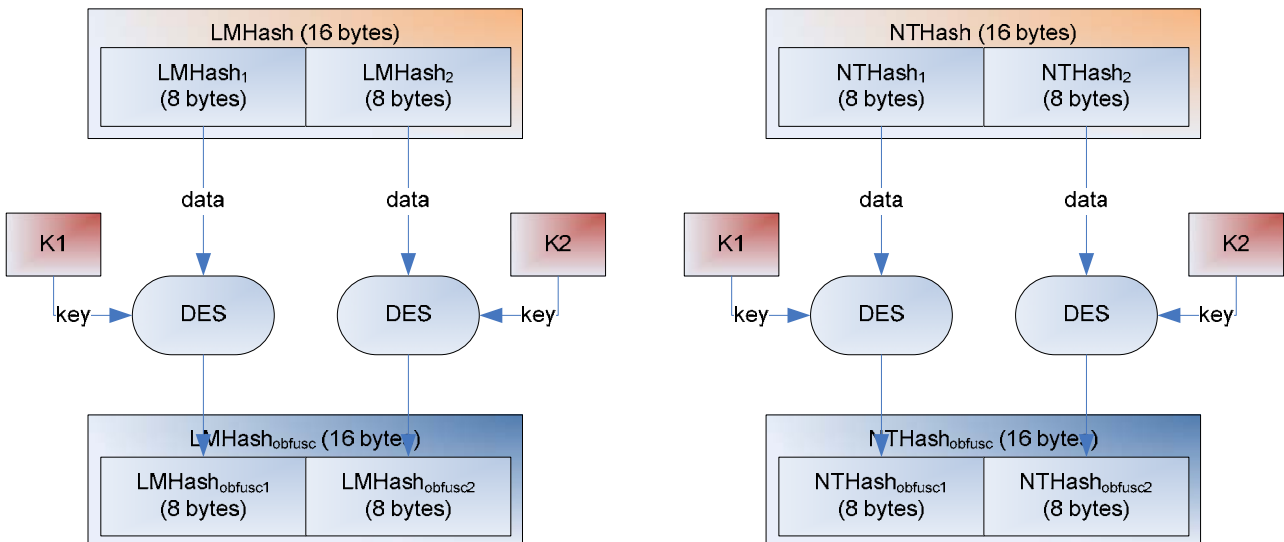 LMHash (16 bytes)
LMHash₁
(8 bytes)
LMHash₂
(8 bytes)
data
data
K1
K2
key
DES
DES
key
LMHashobfusc (16 bytes)
LMHashobfusc1
(8 bytes)
LMHashobfusc2
(8 bytes)
NTHash (16 bytes)
NTHash₁
(8 bytes)
NTHash₂
(8 bytes)
data
data
K1
K2
key
DES
DES
key
NTHashobfusc (16 bytes)
NTHashobfusc1
(8 bytes)
NTHashobfusc2
(8 bytes)